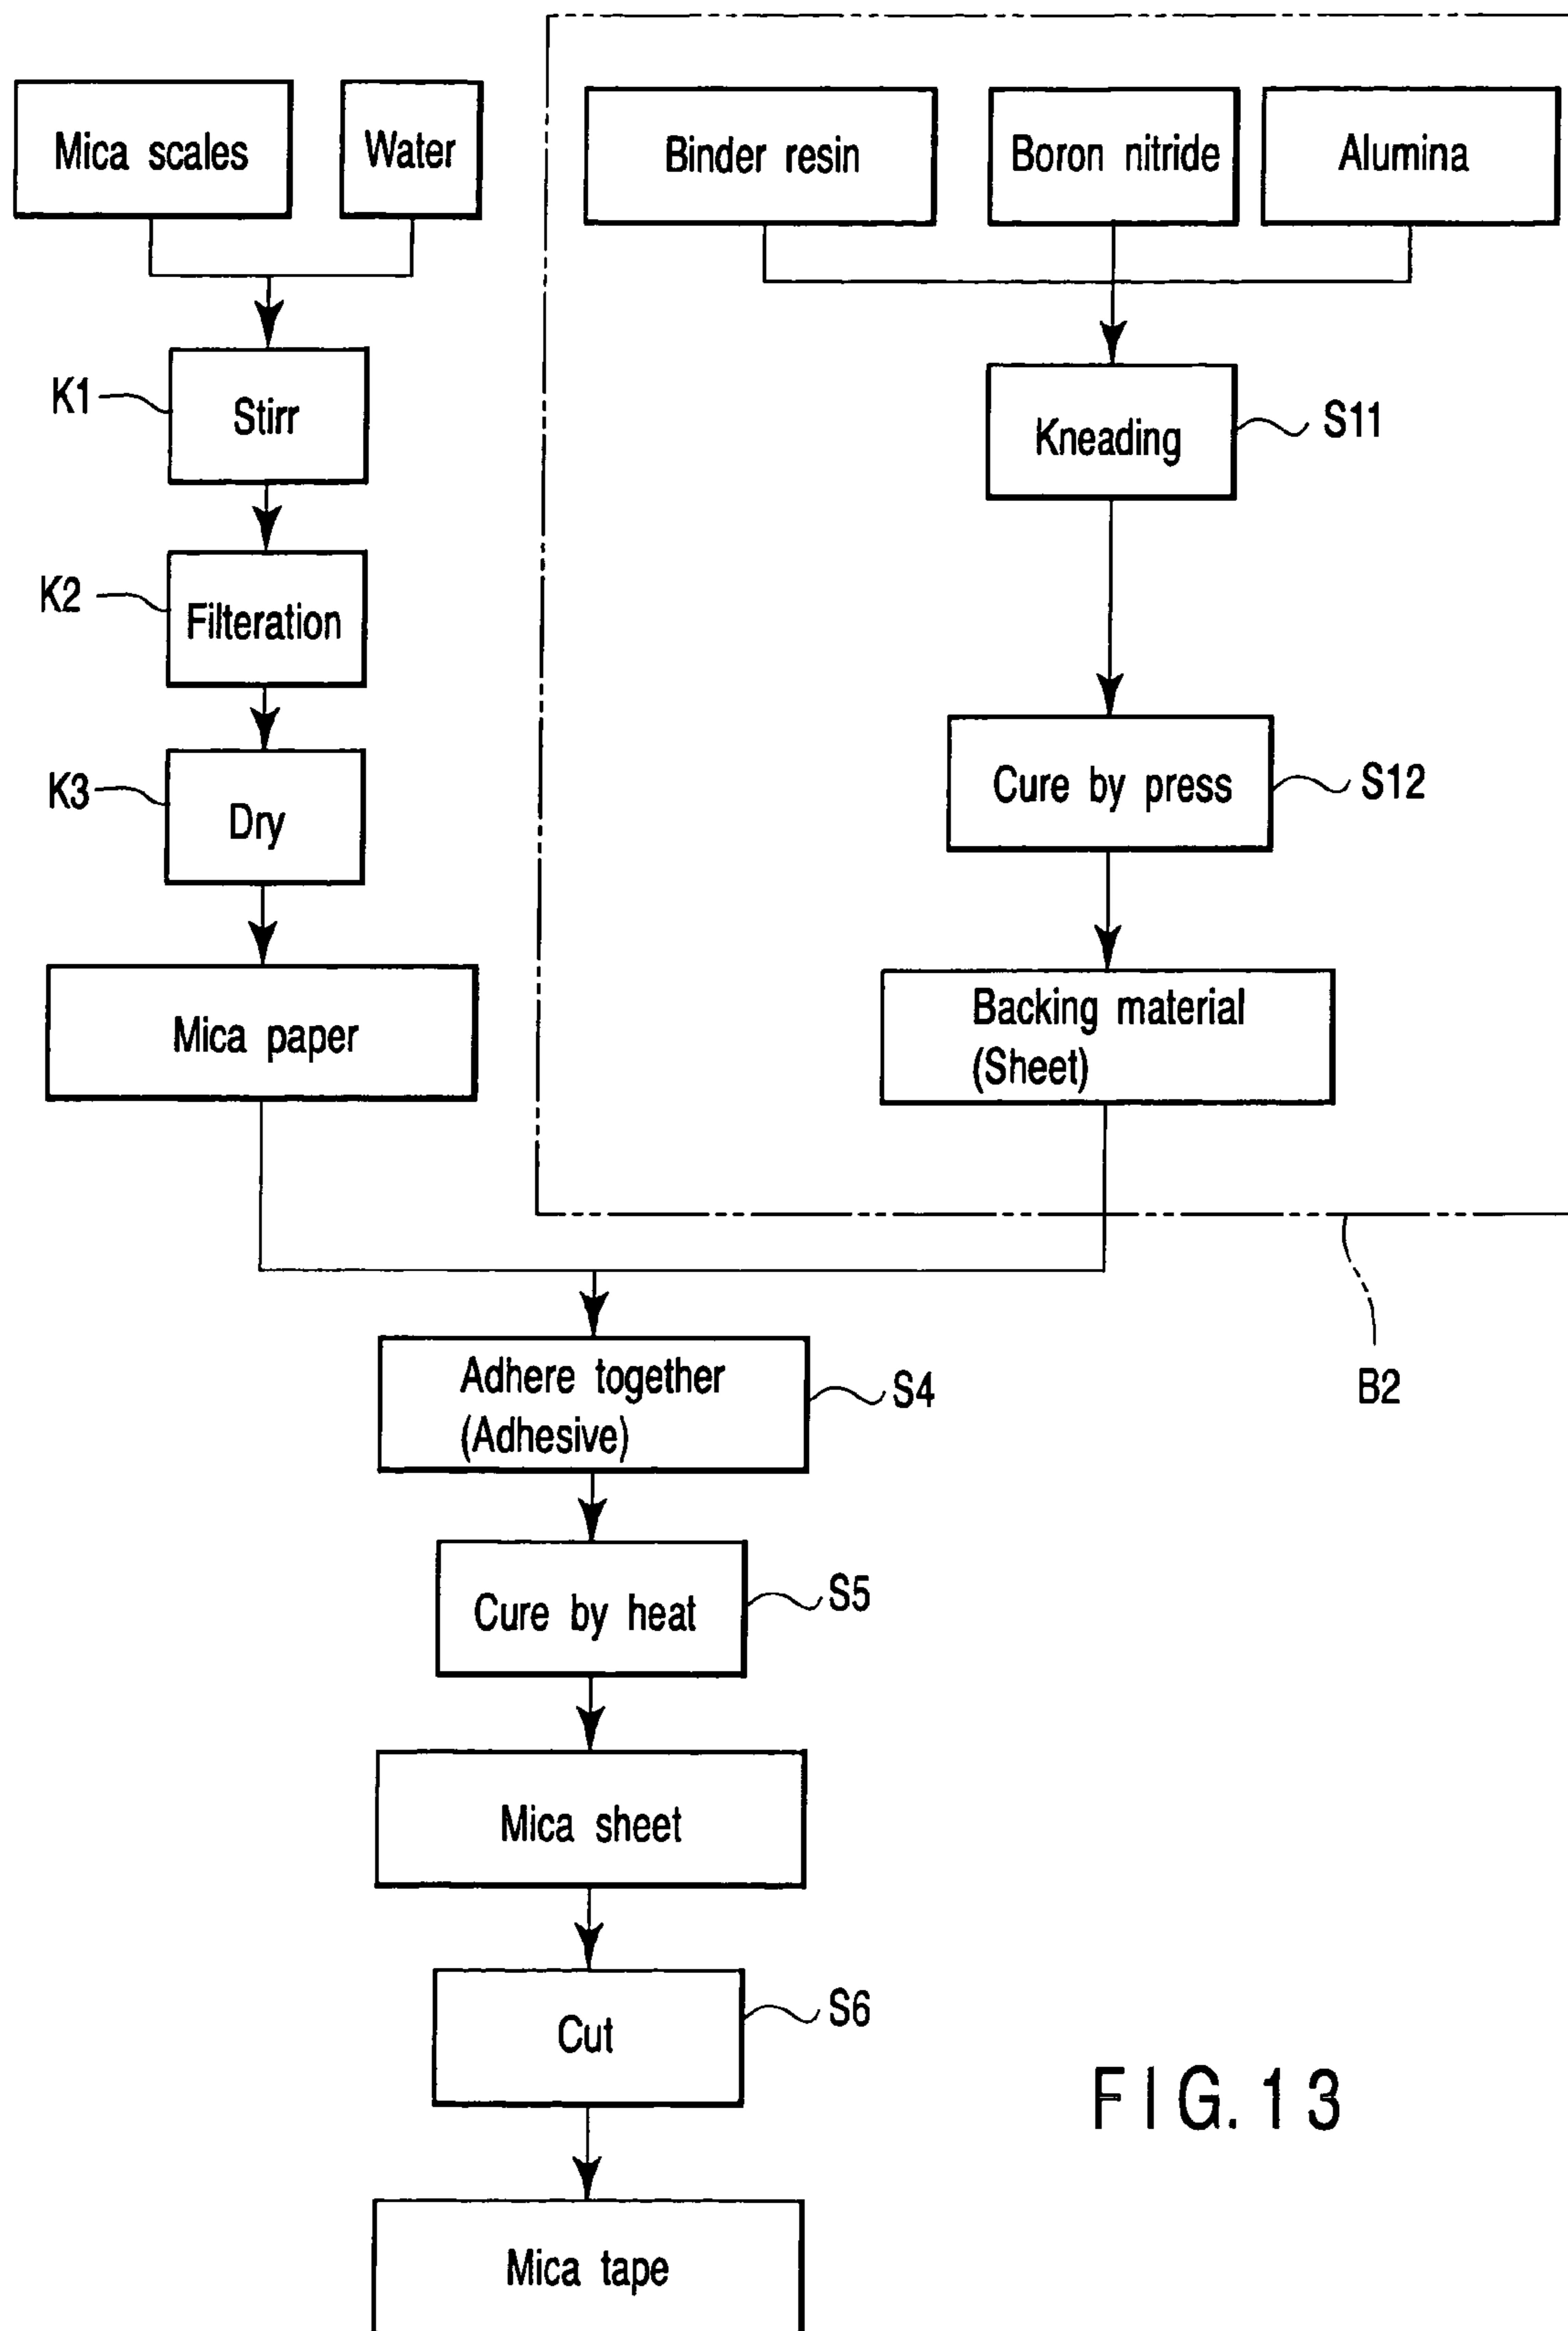 Mica scales
Water
Binder resin
Boron nitride
Alumina
K1
Stirr
Kneading
S11
K2
Filteration
K3
Dry
Cure by press
S12
Mica paper
Backing material
(Sheet)
Adhere together
(Adhesive)
S4
B2
Cure by heat
S5
Mica sheet
Cut
S6
FIG. 13
Mica tape